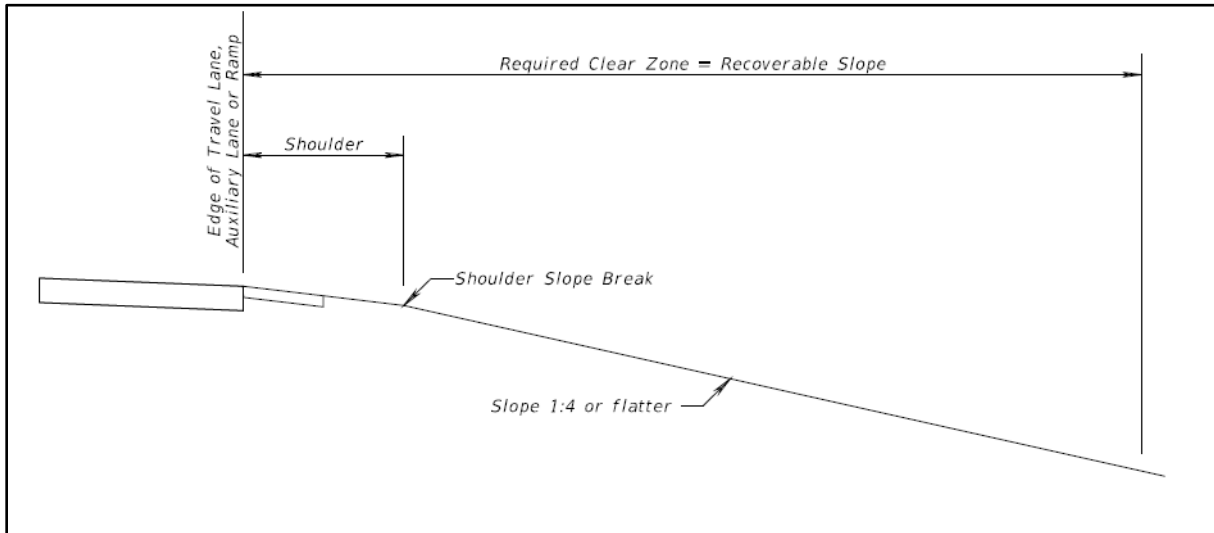 Edge of Travel Lane,
Auxiliary Lane or Ramp
Required Clear Zone = Recoverable Slope
Shoulder
Shoulder Slope Break
Slope 1:4 or flatter